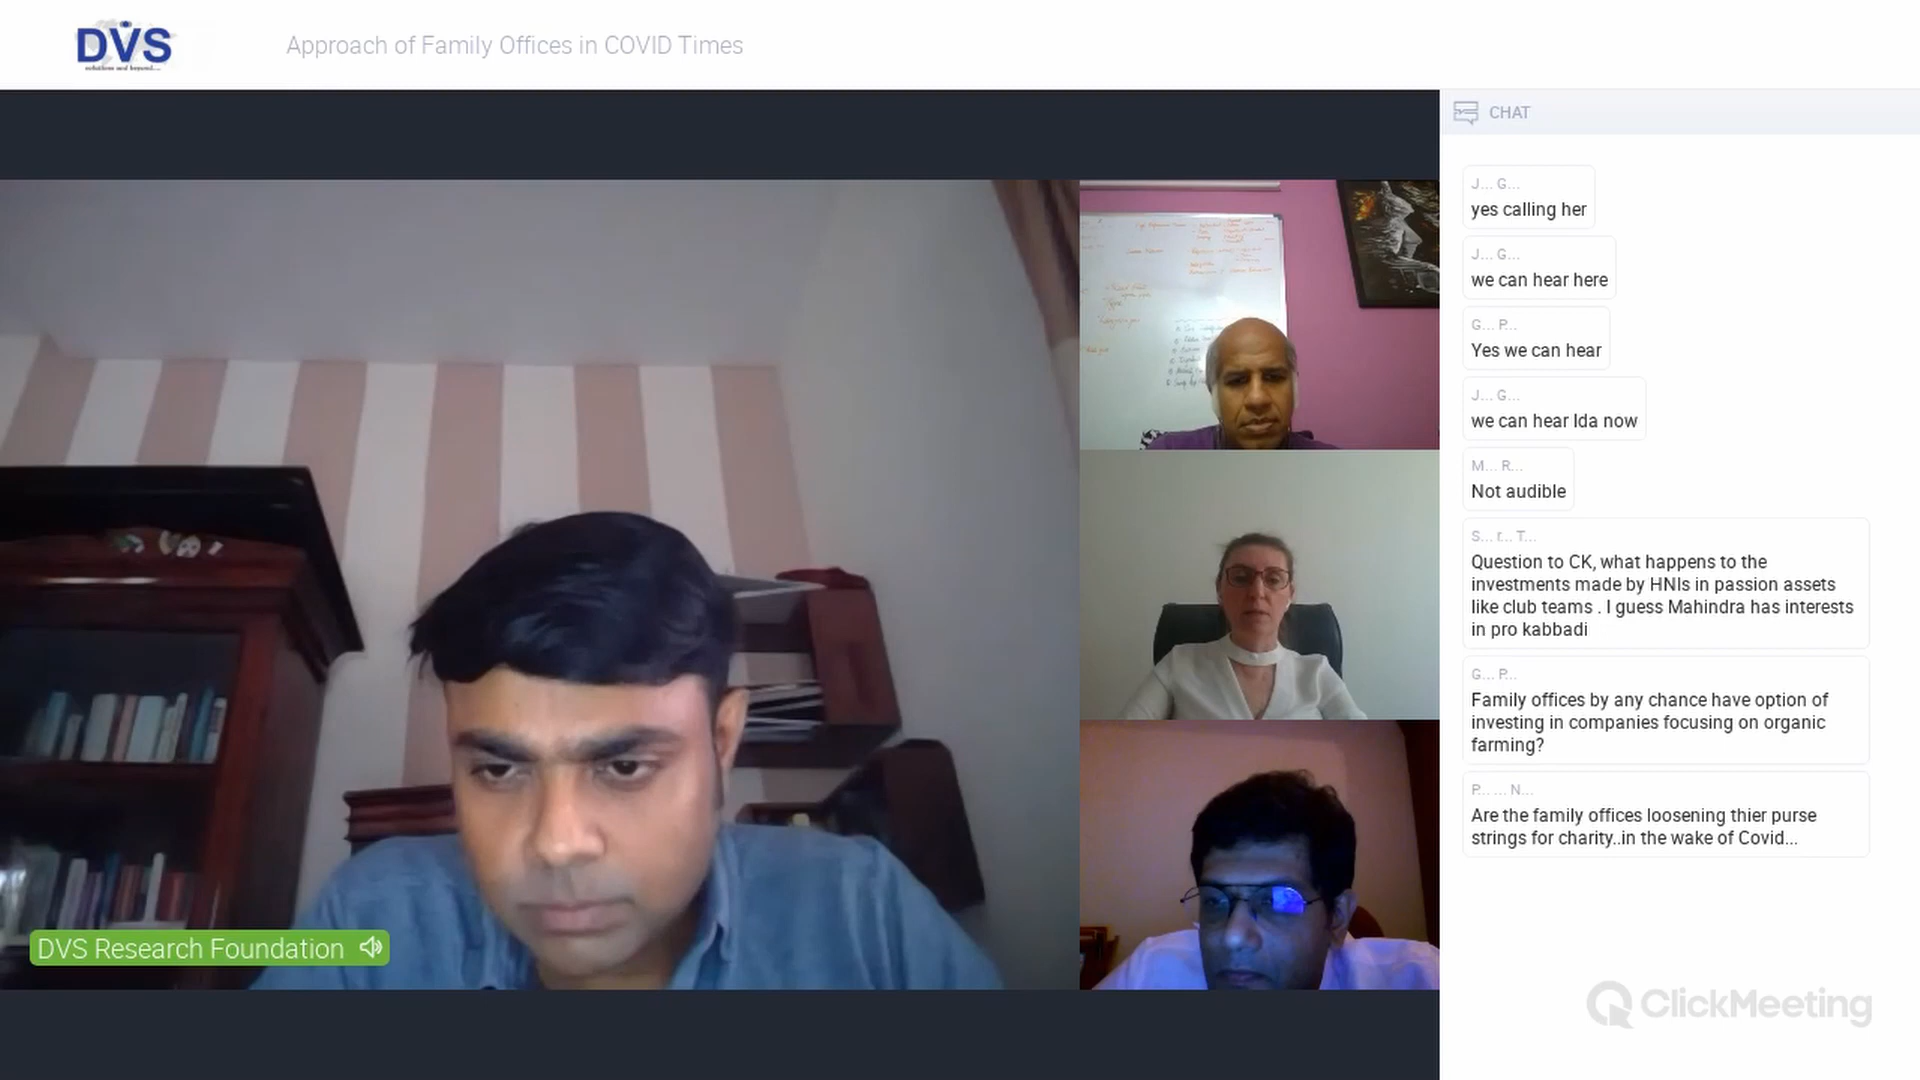 DVS
solutions and beyond....
Approach of Family Offices in COVID Times
CHAT
J... G...
yes calling her
J... G...
we can hear here
G... P...
Yes we can hear
J... G...
we can hear Ida now
M... R...
Not audible
S... r... T...
Question to CK, what happens to the
investments made by HNIs in passion assets
like club teams . I guess Mahindra has interests
in pro kabbadi
G... P...
Family offices by any chance have option of
investing in companies focusing on organic
farming?
P... ... N...
Are the family offices loosening thier purse
strings for charity..in the wake of Covid...
DVS Research Foundation
ClickMeeting